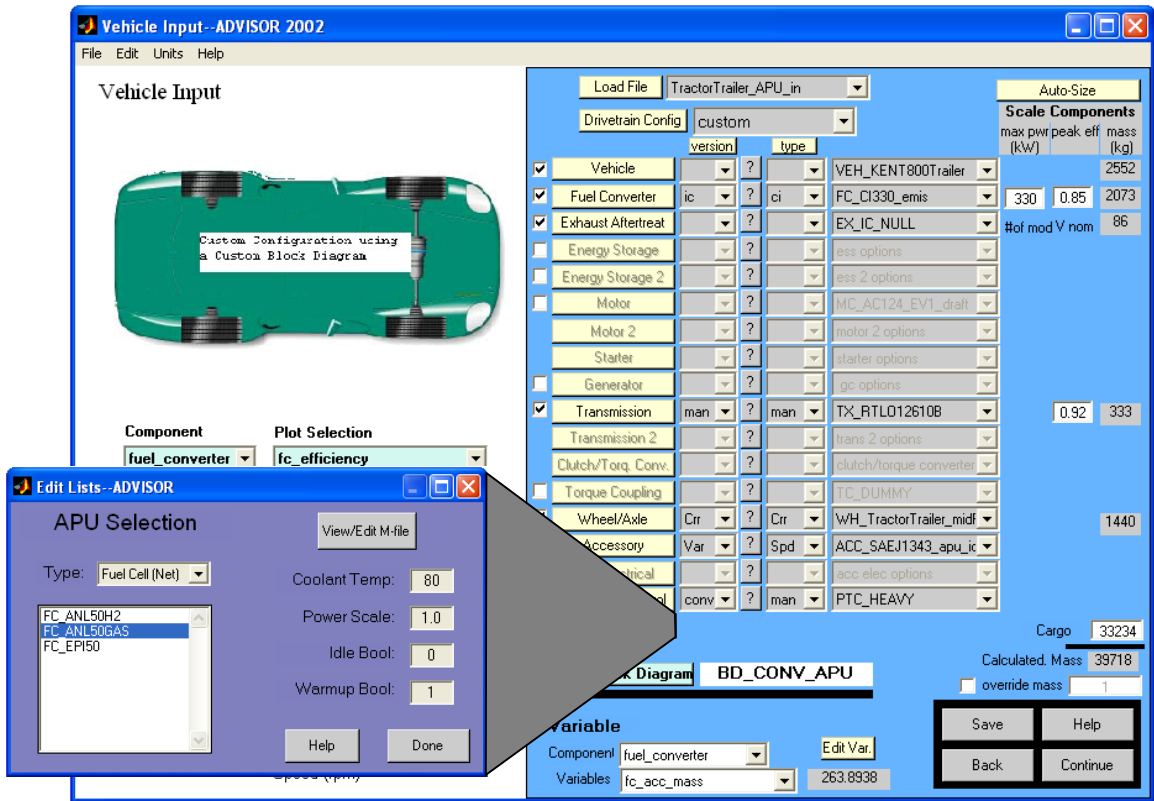 Vehicle Input--ADVISOR 2002
File Edit Units Help
Vehicle Input
Custom Configuration using
a Custon Block Diagram
Component Plot Selection
fuel_converter fc_efficiency
Load File TractorTrailer_APU_in
Drivetrain Config custom
version type
Auto-Size
Scale Components
max pwr peak eff mass
(kW) (kg)
Vehicle ? VEH_KENT800Trailer 2552
Fuel Converter ic ? ci FC_CI330_emis 330 0.85 2073
Exhaust Aftertreat ? EX_IC_NULL #of mod V nom 86
Energy Storage ? ess options
Energy Storage 2 ? ess 2 options
Motor ? MC_AC124_EV1_draft
Motor 2 ? motor 2 options
Starter ? starter options
Generator ? gc options
Transmission man ? man TX_RTLO12610B 0.92 333
Transmission 2 ? trans 2 options
Clutch/Torq. Conv. ? clutch/torque converter
Torque Coupling ? TC_DUMMY
Wheel/Axle Crr ? Crr WH_TractorTrailer_midF 1440
Accessory Var ? Spd ACC_SAEJ1343_apu_ic
trical ? acc elec options
ol conv ? man PTC_HEAVY
Cargo 33234
Calculated. Mass 39718
override mass 1
k Diagram BD_CONV_APU
Variable
Component fuel_converter Edit Var.
Variables fc_acc_mass 263.8938
Save Help
Back Continue
Edit Lists--ADVISOR
APU Selection
View/Edit M-file
Type: Fuel Cell (Net)
FC_ANL50H2
FC_ANL50GAS
FC_EPI50
Coolant Temp: 80
Power Scale: 1.0
Idle Bool: 0
Warmup Bool: 1
Help Done